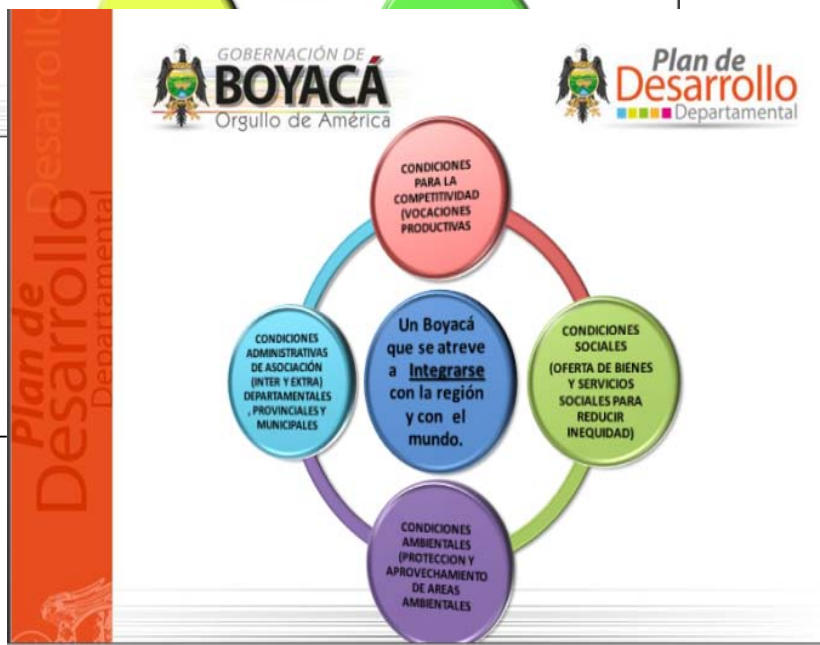 GOBERNACIÓN DE
BOYACÁ
Orgullo de América
Plan de
Desarrollo
Departamental
Plan de
Desarrollo
Departamental
Desarrollo
CONDICIONES
PARA LA
COMPETITIVIDAD
(VOCACIONES
PRODUCTIVAS
CONDICIONES
ADMINISTRATIVAS
DE ASOCIACIÓN
(INTER Y EXTRA)
DEPARTAMENTALES
, PROVINCIALES Y
MUNICIPALES
Un Boyacá
que se atreve
a Integrarse
con la región
y con el
mundo.
CONDICIONES
SOCIALES
(OFERTA DE BIENES
Y SERVICIOS
SOCIALES PARA
REDUCIR
INEQUIDAD)
CONDICIONES
AMBIENTALES
(PROTECCION Y
APROVECHAMIENTO
DE AREAS
AMBIENTALES